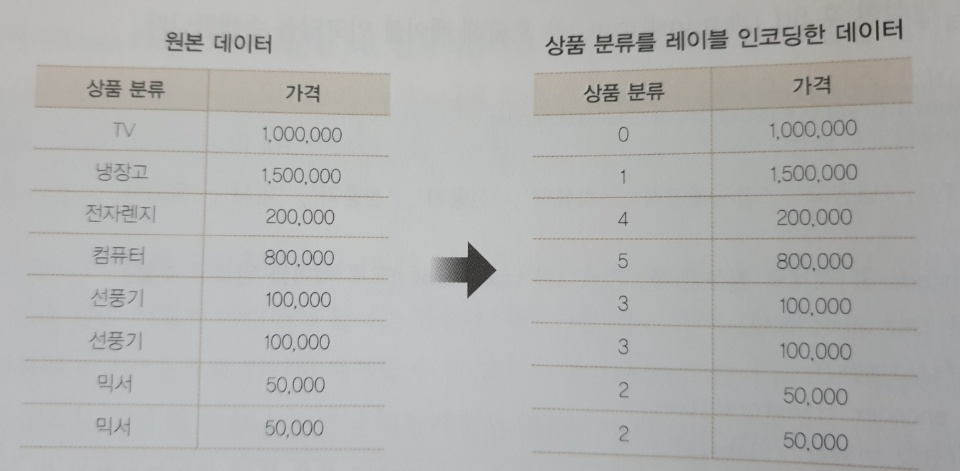 원본 데이터
상품 분류 가격
TV 1,000,000
냉장고 1,500,000
전자렌지 200,000
컴퓨터 800,000
선풍기 100,000
선풍기 100,000
믹서 50,000
믹서 50,000
상품 분류를 레이블 인코딩한 데이터
상품 분류 가격
0 1,000,000
1 1,500,000
4 200,000
5 800,000
3 100,000
3 100,000
2 50,000
2 50,000